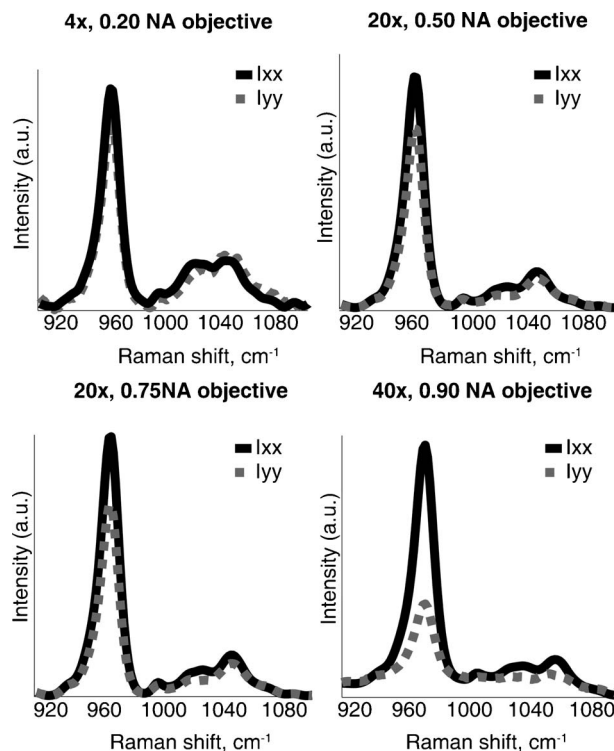 4x, 0.20 NA objective
Ixx
Iyy
Intensity (a.u.)
920 960 1000 1040 1080
Raman shift, cm⁻¹
20x, 0.50 NA objective
Ixx
Iyy
Intensity (a.u.)
920 960 1000 1040 1080
Raman shift, cm⁻¹
20x, 0.75NA objective
Ixx
Iyy
Intensity (a.u.)
920 960 1000 1040 1080
Raman shift, cm⁻¹
40x, 0.90 NA objective
Ixx
Iyy
Intensity (a.u.)
920 960 1000 1040 1080
Raman shift, cm⁻¹